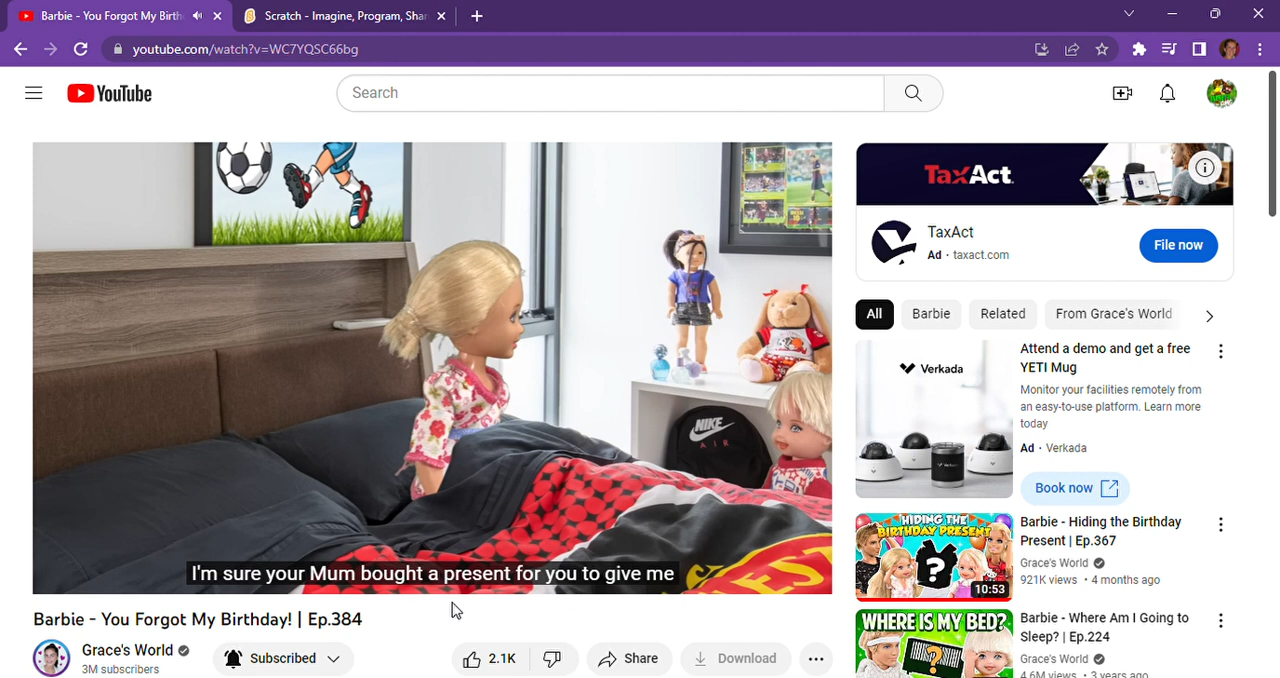 Barbie - You Forgot My Birth
Scratch - Imagine, Program, Shar
youtube.com/watch?v=WC7YQSC66bg
YouTube
Search
NIKE
AIR
I'm sure your Mum bought a present for you to give me
Barbie - You Forgot My Birthday! | Ep.384
Grace's World
3M subscribers
Subscribed
2.1K
Share
Download
TaxAct
TaxAct
Ad · taxact.com
File now
All
Barbie
Related
From Grace's World
Verkada
Attend a demo and get a free
YETI Mug
Monitor your facilities remotely from
an easy-to-use platform. Learn more
today
Ad · Verkada
Book now
HIDING THE
BIRTHDAY PRESENT
?
10:53
Barbie - Hiding the Birthday
Present | Ep.367
Grace's World
921K views · 4 months ago
WHERE IS MY BED?
?
Barbie - Where Am I Going to
Sleep? | Ep.224
Grace's World
4.6M views · 3 years ago